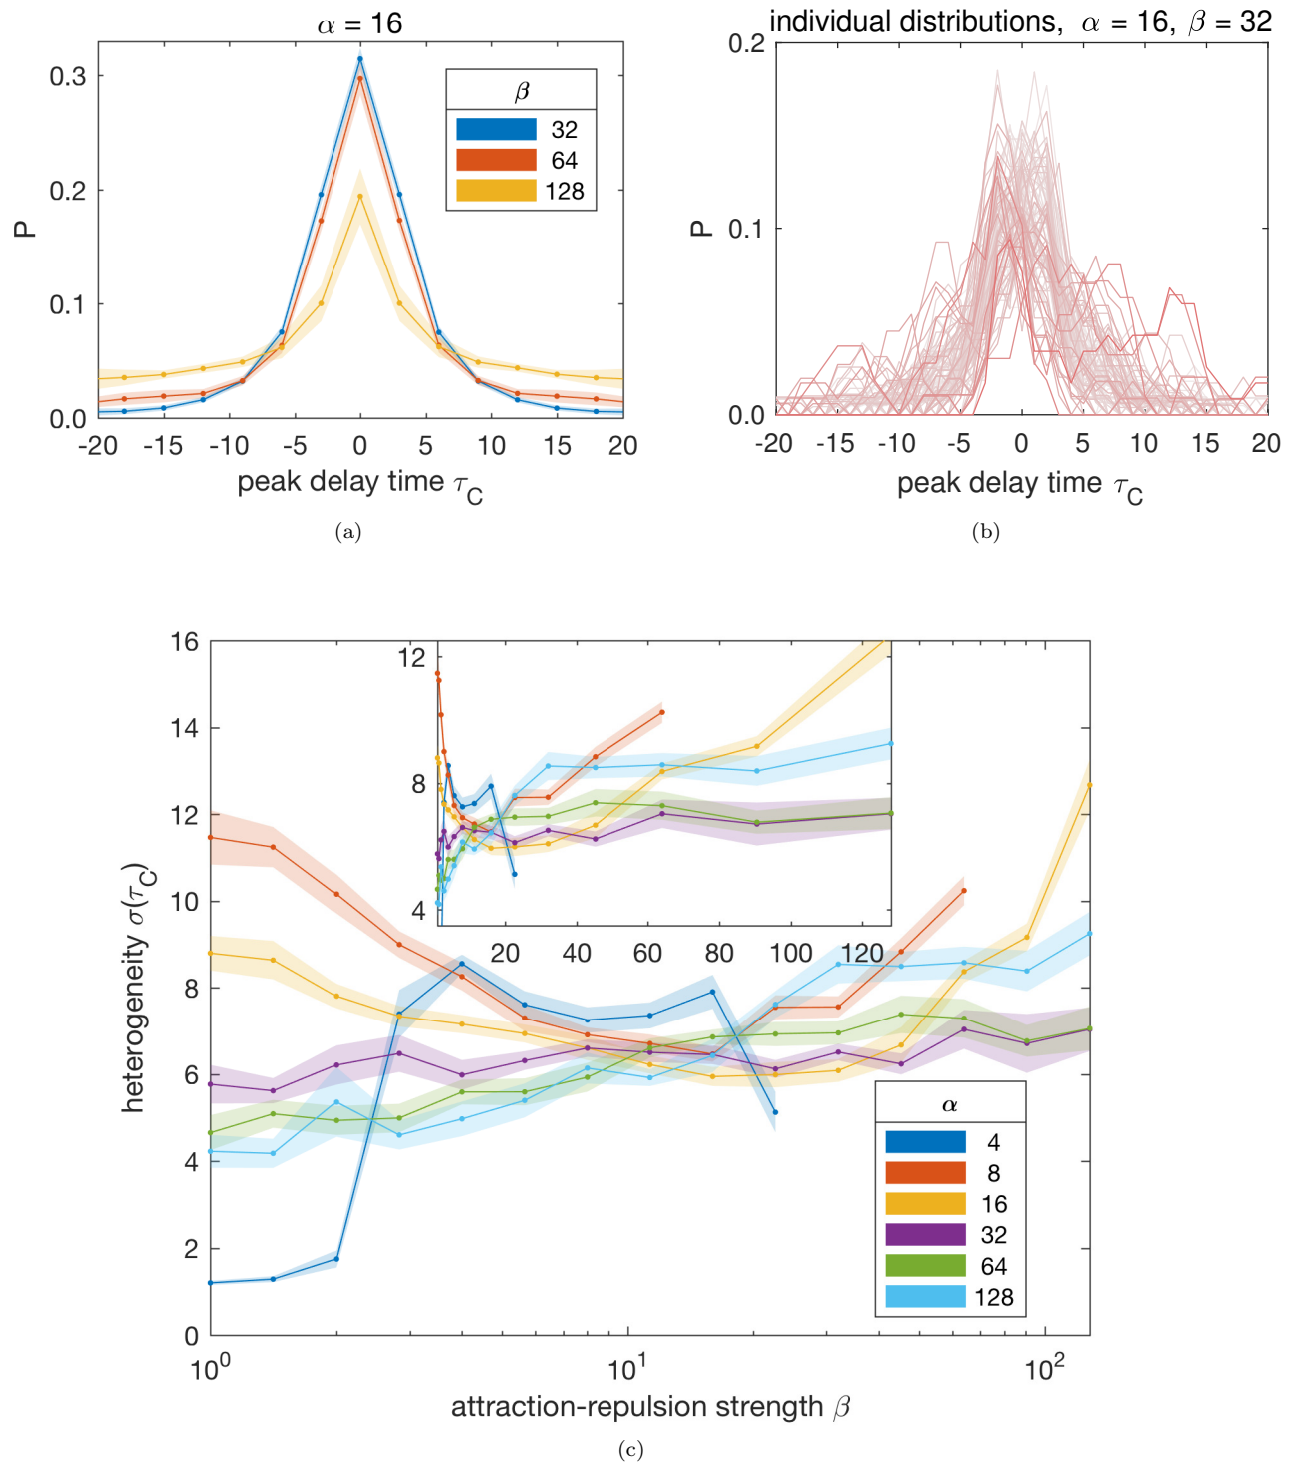 α = 16
0.3
0.2
0.1
0.0
P
β
32
64
128
-20 -15 -10 -5 0 5 10 15 20
peak delay time τC
(a)
individual distributions, α = 16, β = 32
0.2
0.1
0.0
P
-20 -15 -10 -5 0 5 10 15 20
peak delay time τC
(b)
16
14
12
10
8
6
4
2
0
heterogeneity σ(τC)
12
8
4
20 40 60 80 100 120
α
4
8
16
32
64
128
10⁰ 10¹ 10²
attraction-repulsion strength β
(c)